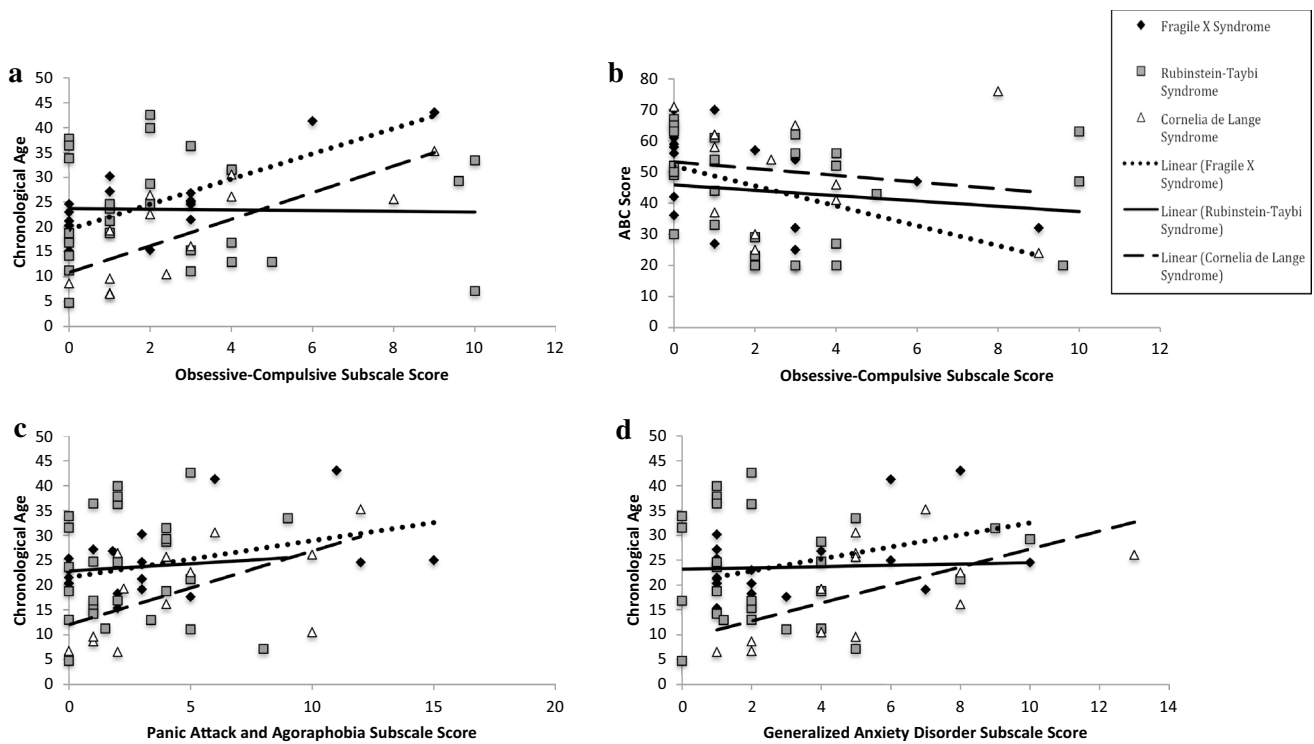 a
50
45
40
35
30
25
20
15
10
5
0
Chronological Age
0 2 4 6 8 10 12
Obsessive-Compulsive Subscale Score
b
80
70
60
50
40
30
20
10
0
ABC Score
0 2 4 6 8 10 12
Obsessive-Compulsive Subscale Score
Fragile X Syndrome
Rubinstein-Taybi
Syndrome
Cornelia de Lange
Syndrome
Linear (Fragile X
Syndrome)
Linear (Rubinstein-Taybi
Syndrome)
Linear (Cornelia de Lange
Syndrome)
c
50
45
40
35
30
25
20
15
10
5
0
Chronological Age
0 5 10 15 20
Panic Attack and Agoraphobia Subscale Score
d
50
45
40
35
30
25
20
15
10
5
0
Chronological Age
0 2 4 6 8 10 12 14
Generalized Anxiety Disorder Subscale Score